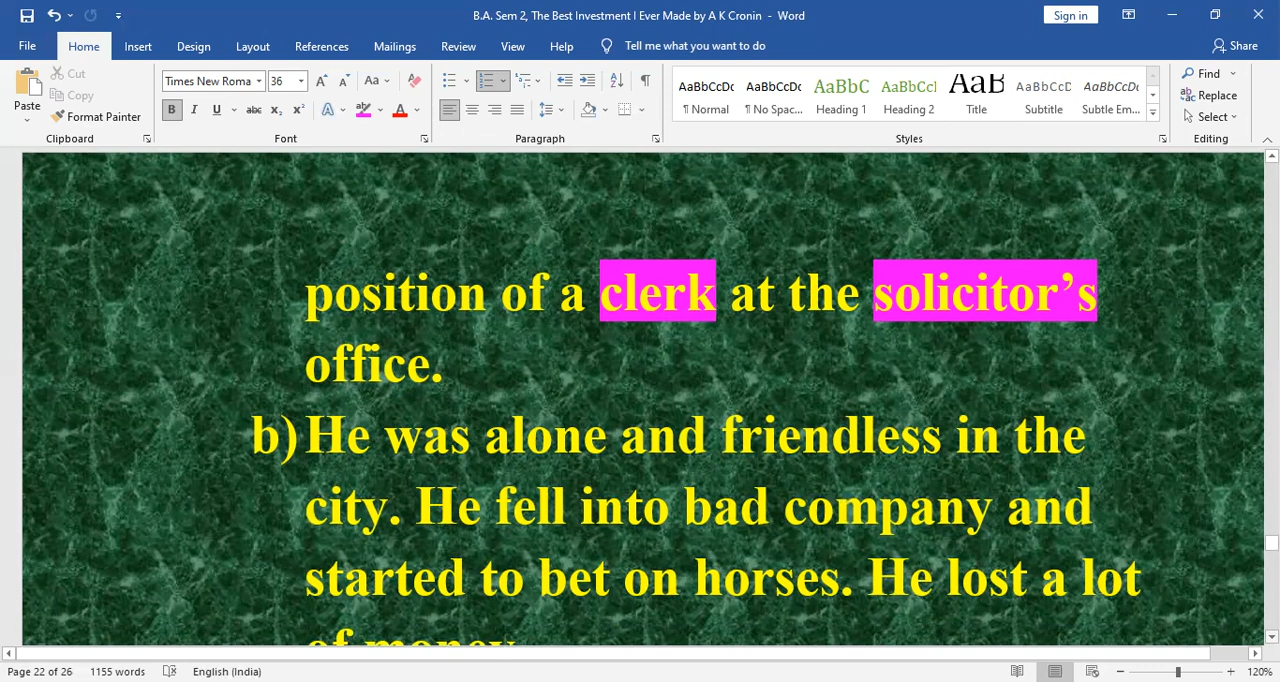 B.A. Sem 2, The Best Investment I Ever Made by A K Cronin - Word
Sign in
File Home Insert Design Layout References Mailings Review View Help Tell me what you want to do Share
Paste
Cut
Copy
Format Painter
Clipboard
Times New Roma 36
Font
Paragraph
AaBbCcDc AaBbCcDc AaBbC AaBbCcI AaB AaBbCcD AaBbCcDt
¶ Normal ¶ No Spac... Heading 1 Heading 2 Title Subtitle Subtle Em...
Styles
Find
Replace
Select
Editing
position of a clerk at the solicitor’s
office.
b) He was alone and friendless in the
city. He fell into bad company and
started to bet on horses. He lost a lot
of money
Page 22 of 26 1155 words English (India) 120%